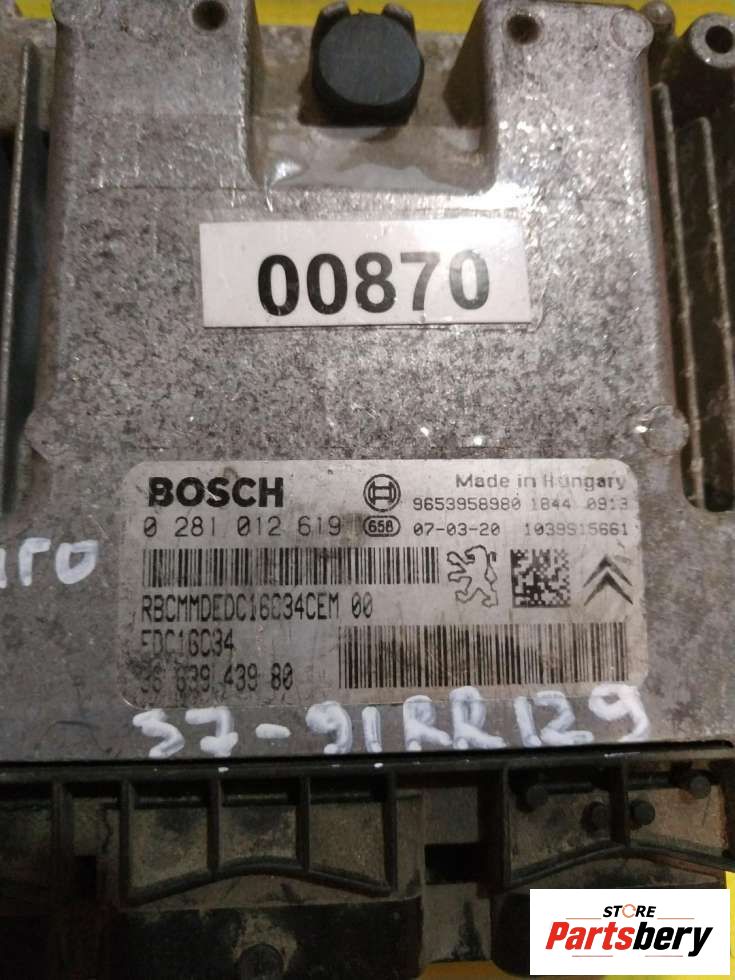 00870
BOSCH
Made in Hungary
9653958980 1844 0913
0 281 012 619 658 07-03-20 1039S15661
RBCMMDEDC16C34CEM 00
EDC16C34
96 639 439 80
37-91RR129
STORE
Partsbery